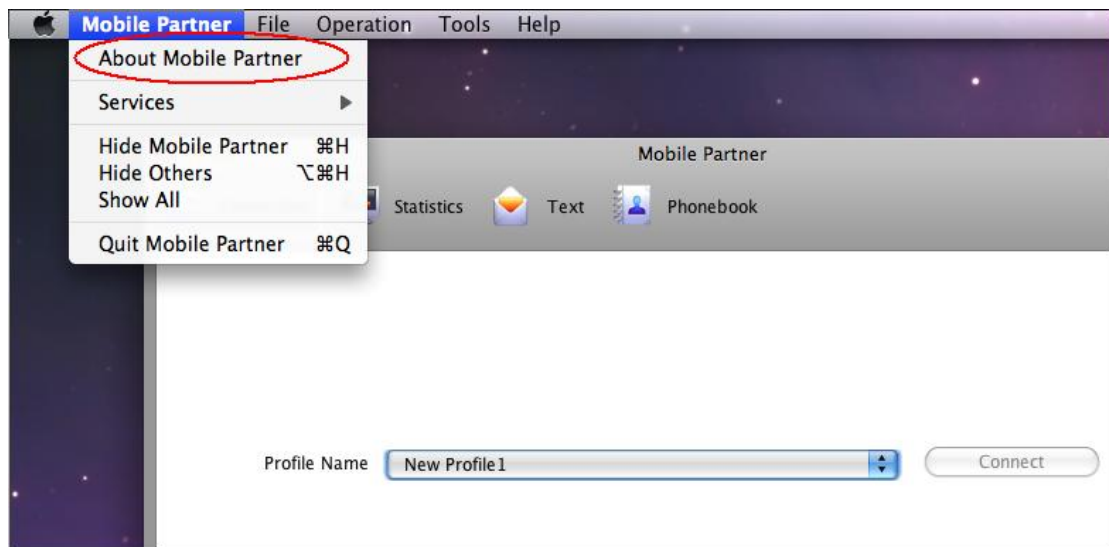 Mobile Partner File Operation Tools Help
About Mobile Partner
Services
Hide Mobile Partner ⌘H
Hide Others ⌥⌘H
Show All
Quit Mobile Partner ⌘Q
Mobile Partner
Statistics Text Phonebook
Profile Name New Profile1 Connect